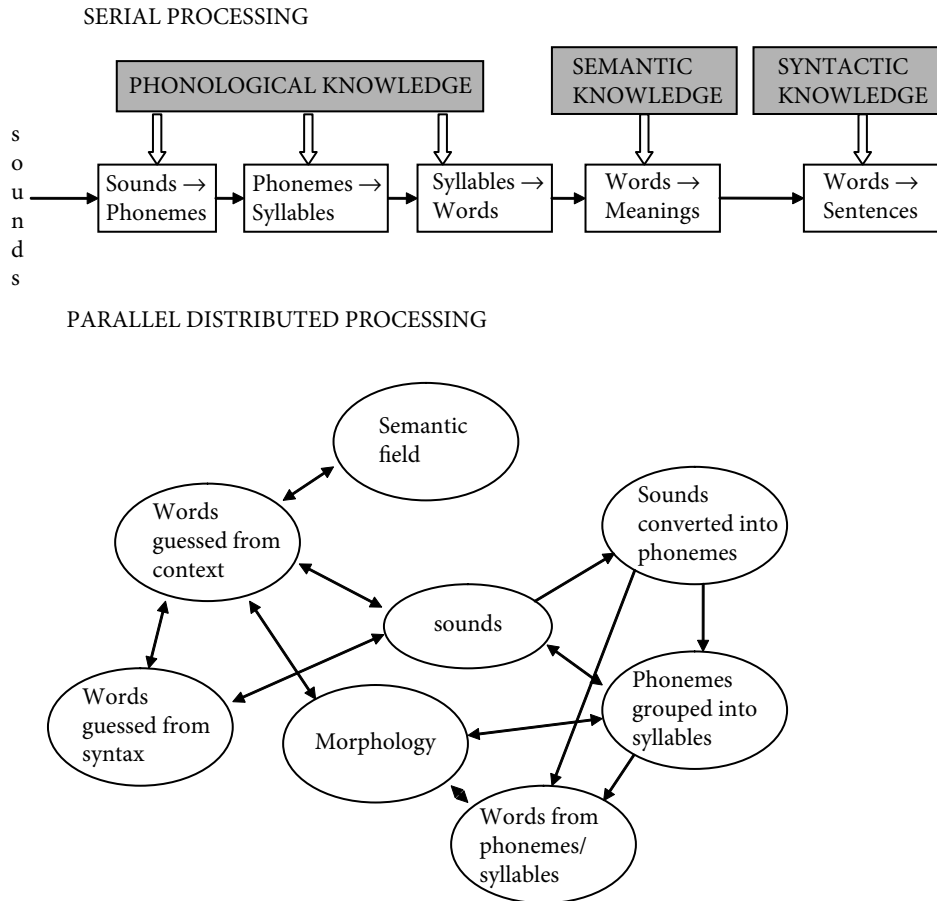 SERIAL PROCESSING
PHONOLOGICAL KNOWLEDGE
SEMANTIC
KNOWLEDGE
SYNTACTIC
KNOWLEDGE
s
o
u
n
d
s
Sounds →
Phonemes
Phonemes →
Syllables
Syllables →
Words
Words →
Meanings
Words →
Sentences
PARALLEL DISTRIBUTED PROCESSING
Semantic
field
Words
guessed from
context
Sounds
converted into
phonemes
sounds
Words
guessed from
syntax
Morphology
Phonemes
grouped into
syllables
Words from
phonemes/
syllables